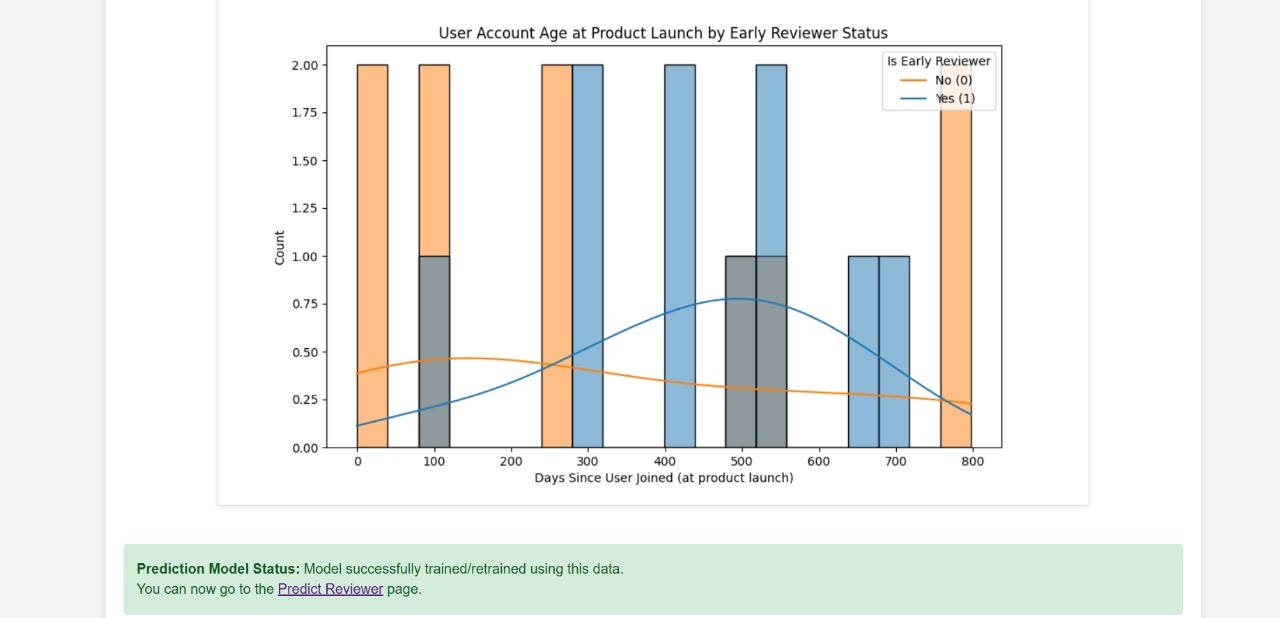 User Account Age at Product Launch by Early Reviewer Status
Is Early Reviewer
No (0)
Yes (1)
2.00
1.75
1.50
1.25
1.00
0.75
0.50
0.25
0.00
Count
0 100 200 300 400 500 600 700 800
Days Since User Joined (at product launch)
Prediction Model Status: Model successfully trained/retrained using this data.
You can now go to the Predict Reviewer page.